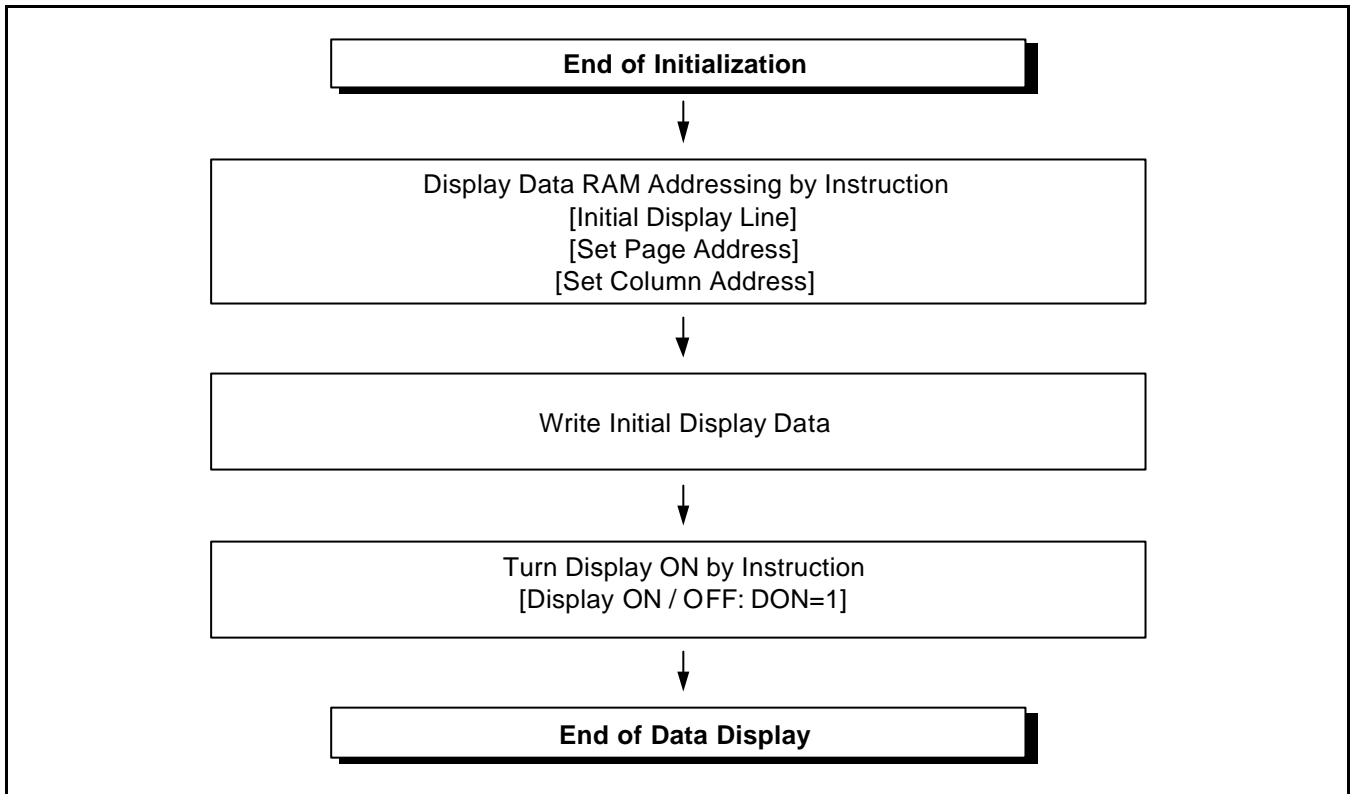 End of Initialization
Display Data RAM Addressing by Instruction
[Initial Display Line]
[Set Page Address]
[Set Column Address]
Write Initial Display Data
Turn Display ON by Instruction
[Display ON / OFF: DON=1]
End of Data Display